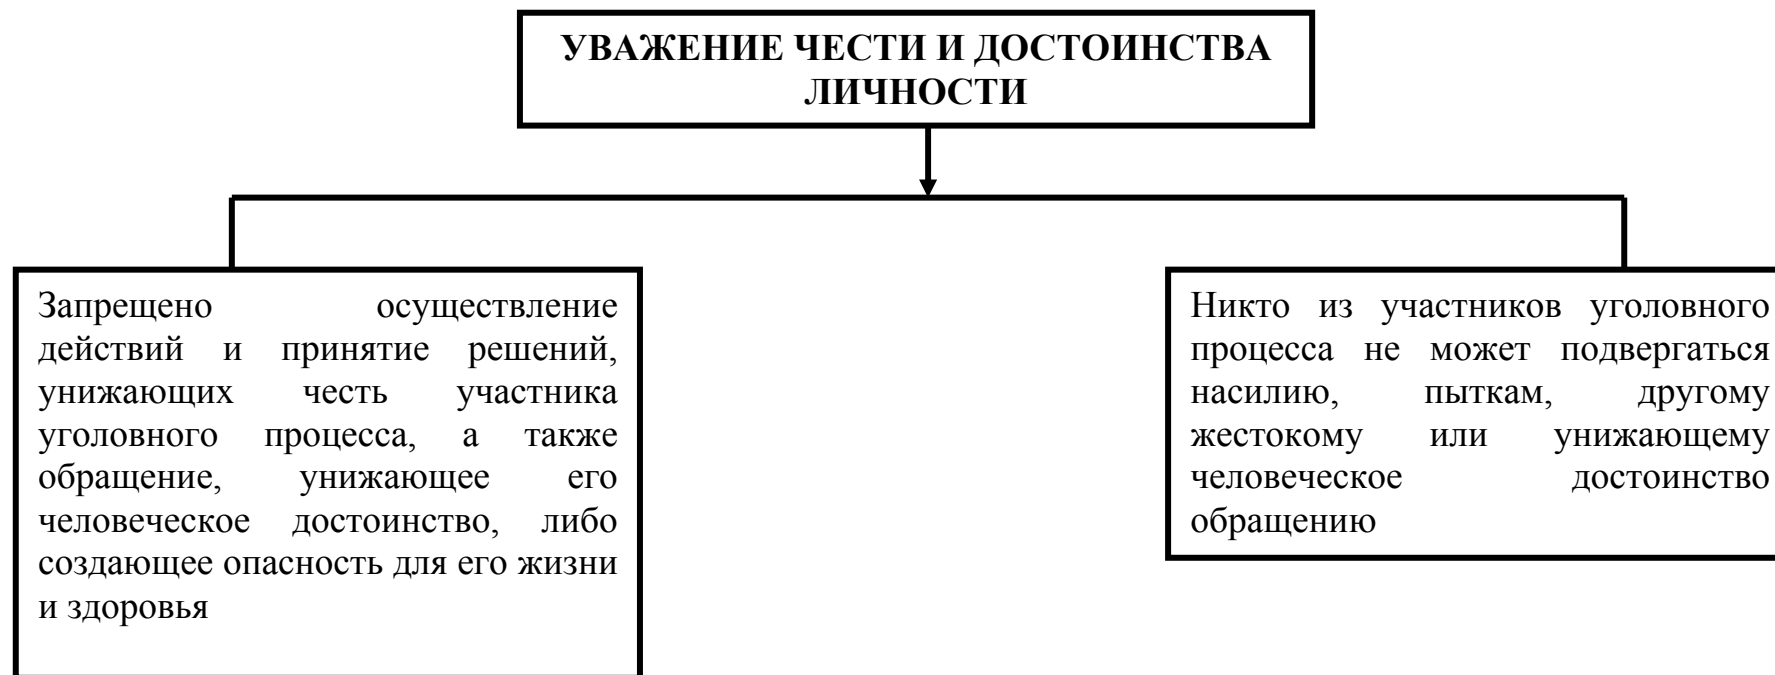 УВАЖЕНИЕ ЧЕСТИ И ДОСТОИНСТВА
ЛИЧНОСТИ
Запрещено осуществление
действий и принятие решений,
унижающих честь участника
уголовного процесса, а также
обращение, унижающее его
человеческое достоинство, либо
создающее опасность для его жизни
и здоровья
Никто из участников уголовного
процесса не может подвергаться
насилию, пыткам, другому
жестокому или унижающему
человеческое достоинство
обращению